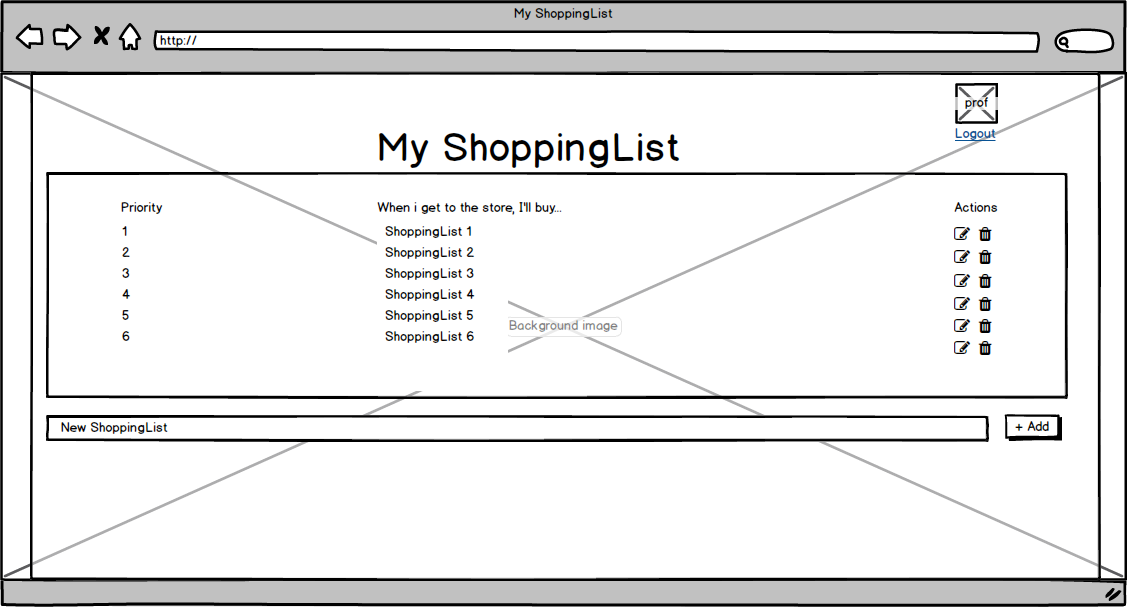 My ShoppingList
http://
prof
Logout
My ShoppingList
Priority When i get to the store, I'll buy... Actions
1 ShoppingList 1
2 ShoppingList 2
3 ShoppingList 3
4 ShoppingList 4
5 ShoppingList 5
Background image
6 ShoppingList 6
New ShoppingList + Add